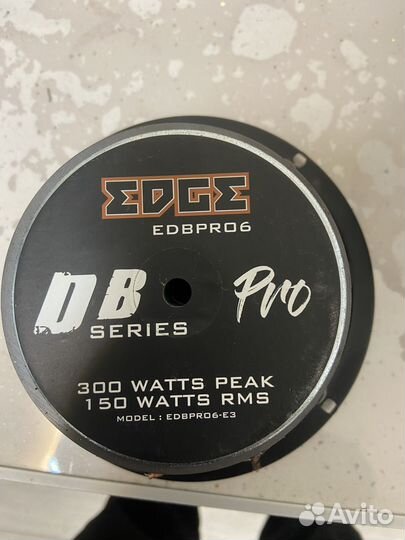 EDGE
EDBPRO6
DB Pro
SERIES
300 WATTS PEAK
150 WATTS RMS
MODEL : EDBPRO6-E3
Avito